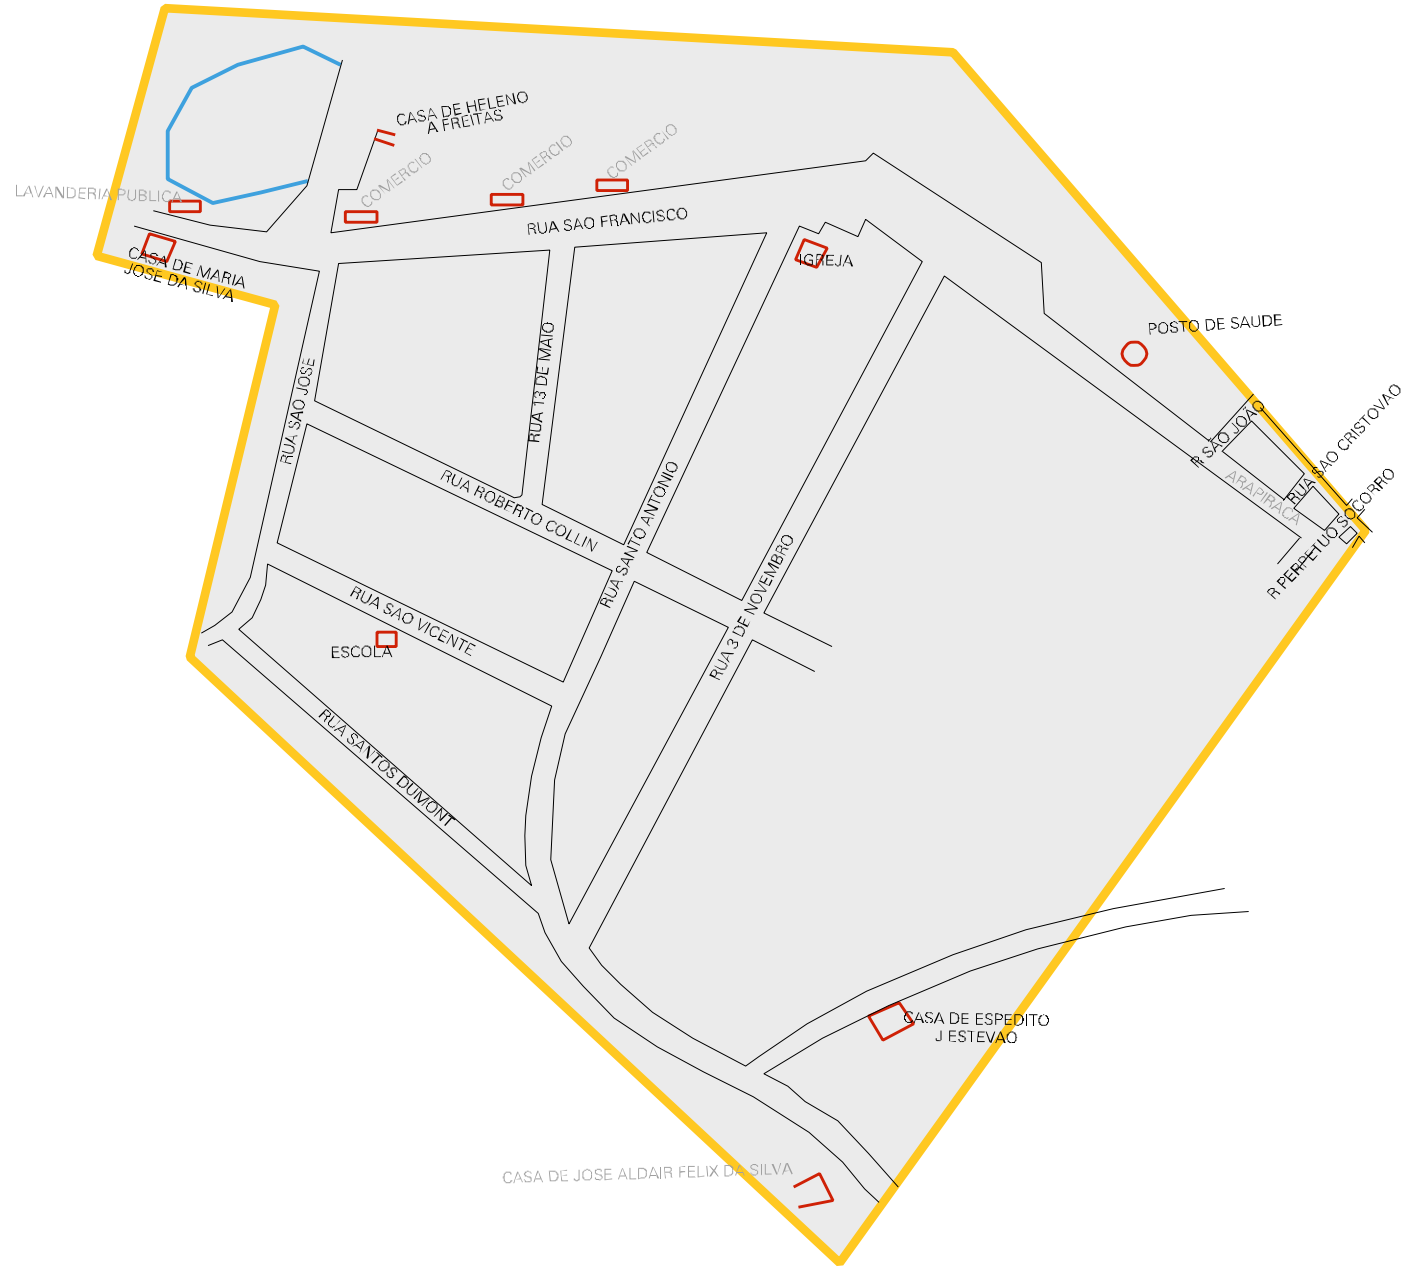 CASA DE HELENO
A FREITAS
COMERCIO
COMERCIO
COMERCIO
LAVANDERIA PUBLICA
RUA SAO FRANCISCO
CASA DE MARIA
JOSE DA SILVA
IGREJA
POSTO DE SAUDE
RUA SAO JOSE
RUA 13 DE MAIO
R SAO JOÃO
RUA SAO CRISTOVAO
ARAPIRACA
R PERPETUO SOCORRO
RUA ROBERTO COLLIN
RUA SANTO ANTONIO
RUA 3 DE NOVEMBRO
RUA SAO VICENTE
ESCOLA
RUA SANTOS DUMONT
CASA DE ESPEDITO
J ESTEVAO
CASA DE JOSE ALDAIR FELIX DA SILVA